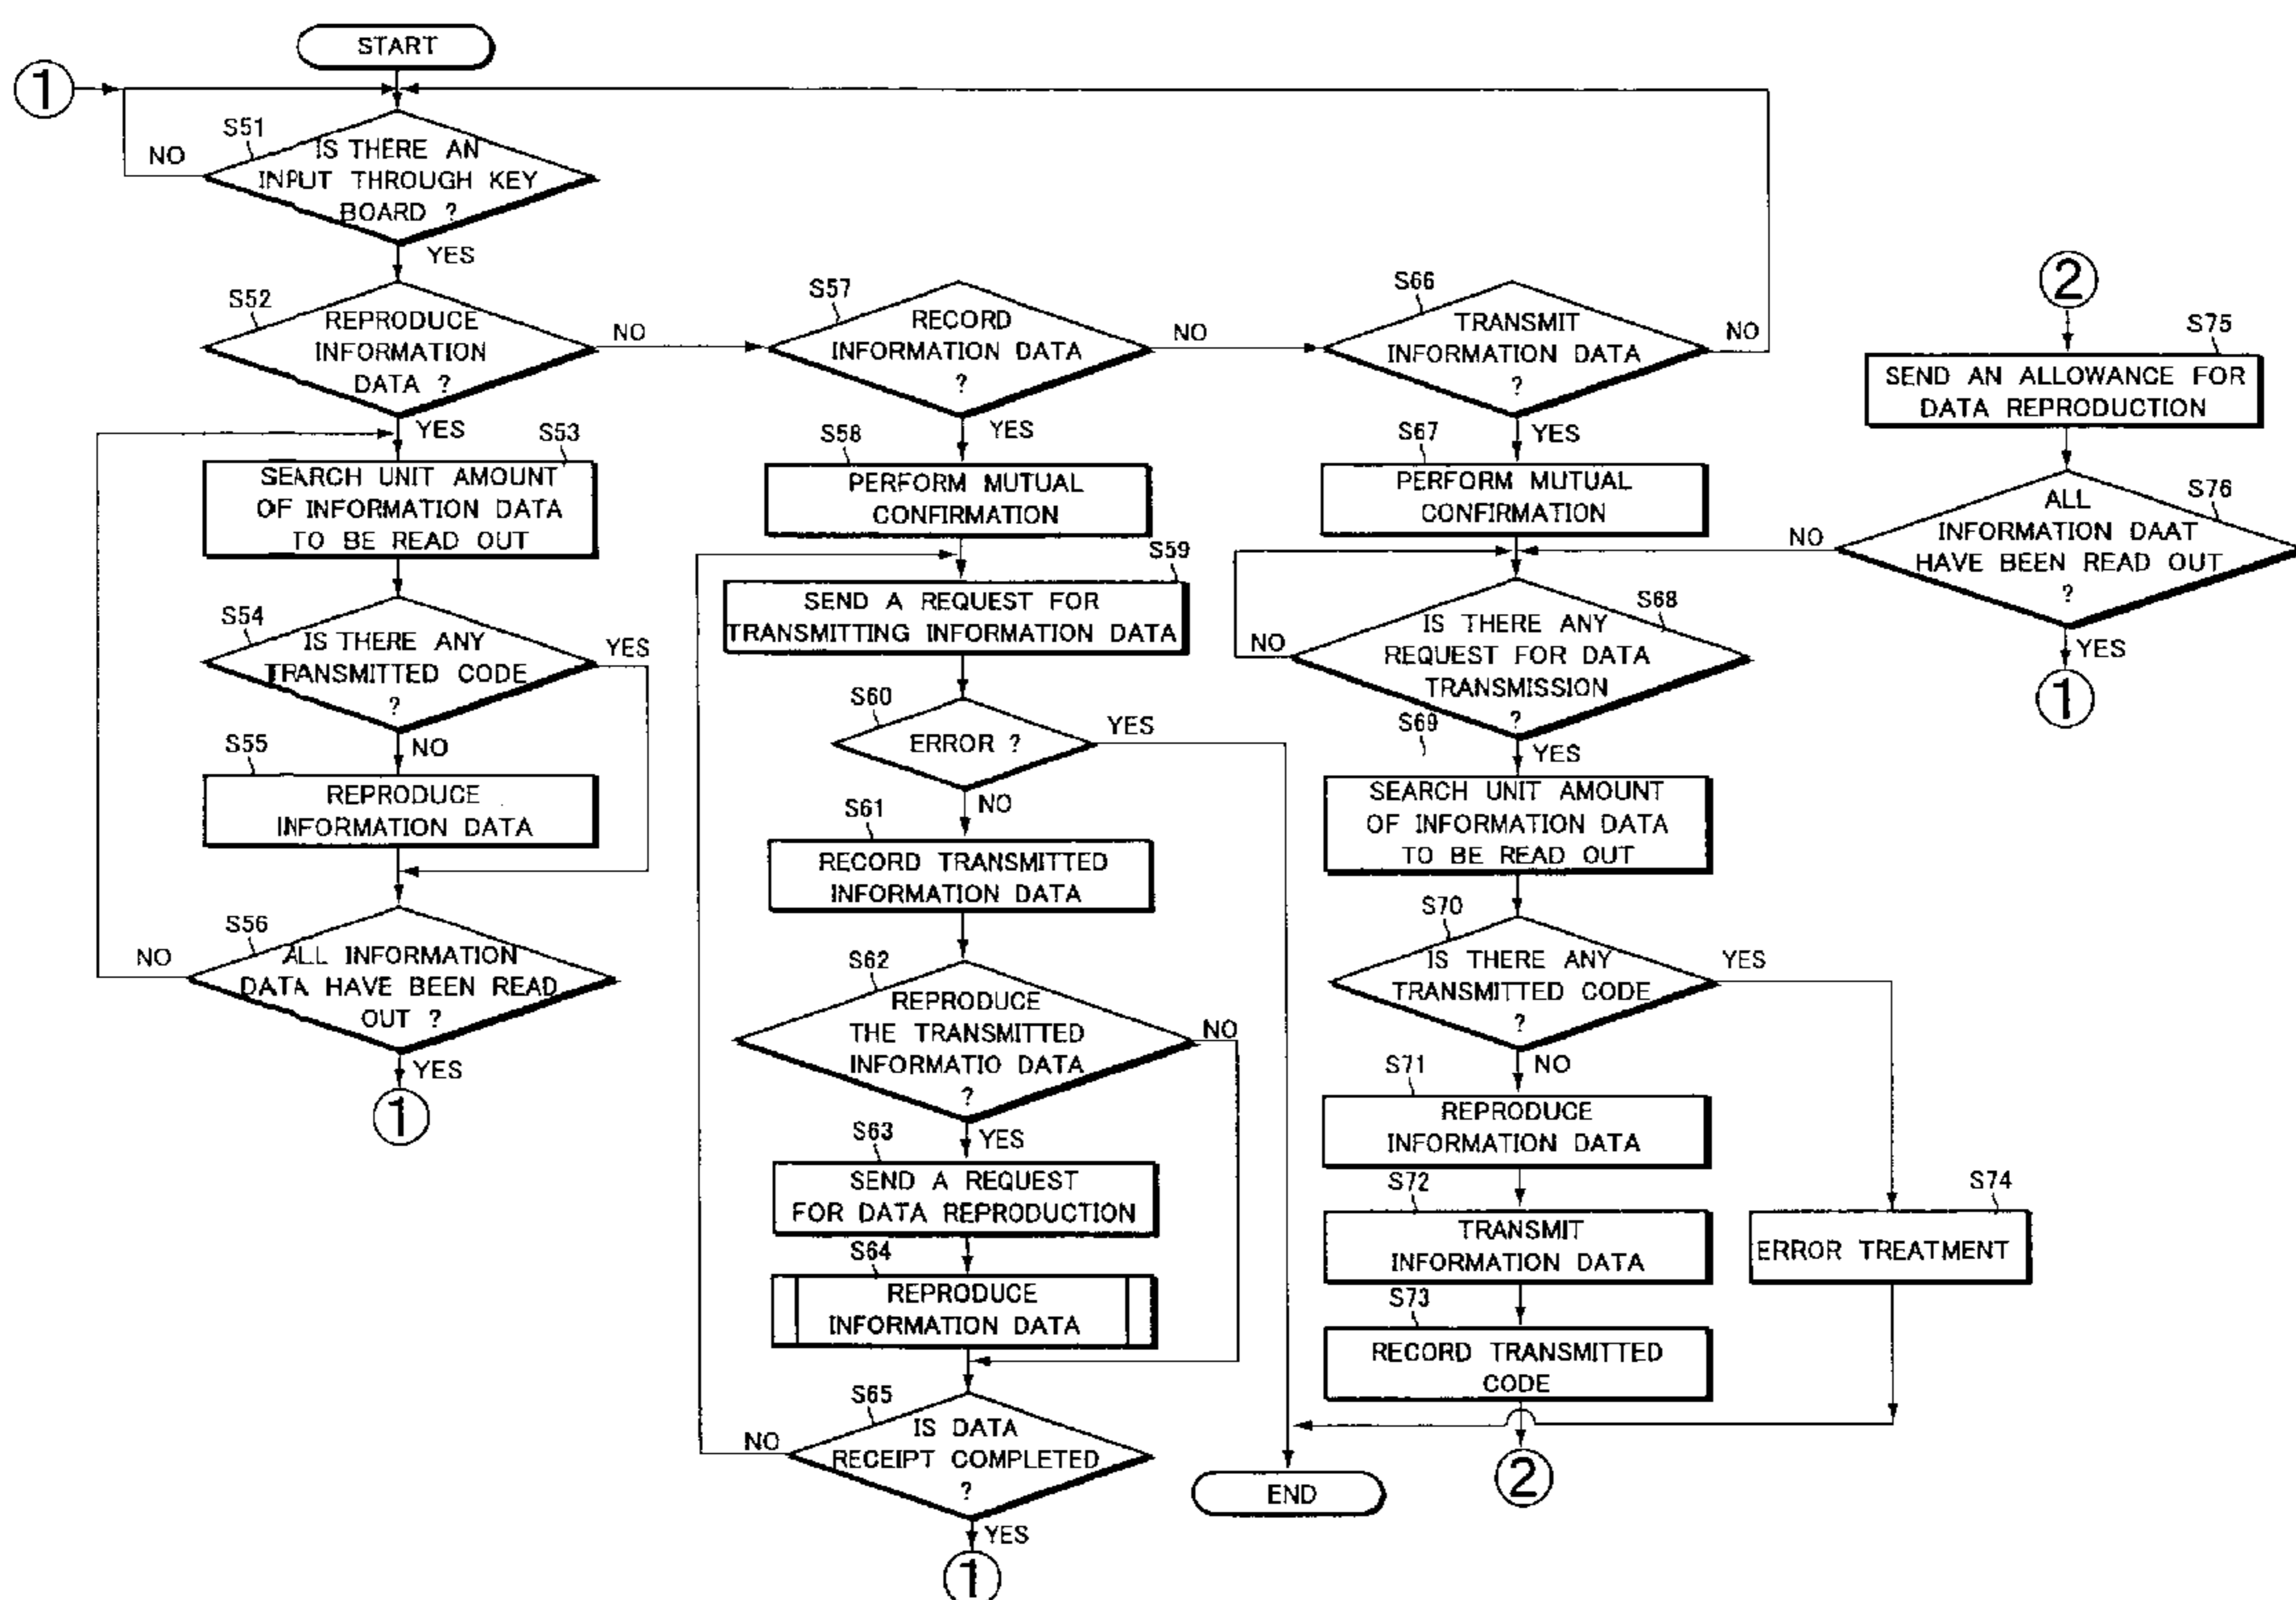 START
①
S51
IS THERE AN
INPUT THROUGH KEY
BOARD ?
NO
YES
S52
REPRODUCE
INFORMATION
DATA ?
NO
YES
S53
SEARCH UNIT AMOUNT
OF INFORMATION DATA
TO BE READ OUT
S54
IS THERE ANY
TRANSMITTED CODE
?
YES
NO
S55
REPRODUCE
INFORMATION DATA
S56
ALL INFORMATION
DATA HAVE BEEN READ
OUT ?
NO
YES
①
S57
RECORD
INFORMATION DATA
?
NO
YES
S58
PERFORM MUTUAL
CONFIRMATION
S59
SEND A REQUEST FOR
TRANSMITTING INFORMATION DATA
S60
ERROR ?
YES
NO
S61
RECORD TRANSMITTED
INFORMATION DATA
S62
REPRODUCE
THE TRANSMITTED
INFORMATIO DATA
?
NO
YES
S63
SEND A REQUEST
FOR DATA REPRODUCTION
S64
REPRODUCE
INFORMATION DATA
S65
IS DATA
RECEIPT COMPLETED
?
NO
YES
①
S66
TRANSMIT
INFORMATION DATA
?
NO
YES
S67
PERFORM MUTUAL
CONFIRMATION
S68
IS THERE ANY
REQUEST FOR DATA
TRANSMISSION
?
NO
YES
S69
SEARCH UNIT AMOUNT
OF INFORMATION DATA
TO BE READ OUT
S70
IS THERE ANY
TRANSMITTED CODE
?
YES
NO
S71
REPRODUCE
INFORMATION DATA
S72
TRANSMIT
INFORMATION DATA
S73
RECORD TRANSMITTED
CODE
②
S74
ERROR TREATMENT
END
②
S75
SEND AN ALLOWANCE FOR
DATA REPRODUCTION
S76
ALL
INFORMATION DAAT
HAVE BEEN READ OUT
?
NO
YES
①